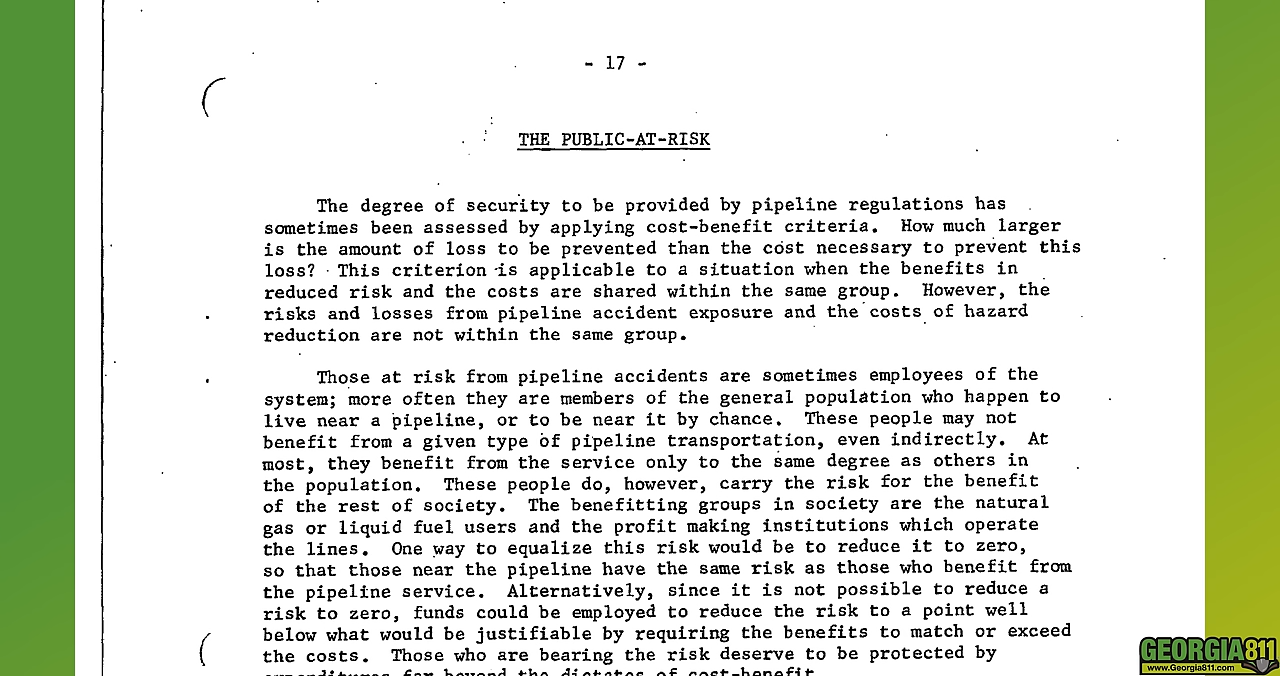 - 17 -
THE PUBLIC-AT-RISK
The degree of security to be provided by pipeline regulations has
sometimes been assessed by applying cost-benefit criteria. How much larger
is the amount of loss to be prevented than the cost necessary to prevent this
loss? This criterion is applicable to a situation when the benefits in
reduced risk and the costs are shared within the same group. However, the
risks and losses from pipeline accident exposure and the costs of hazard
reduction are not within the same group.
Those at risk from pipeline accidents are sometimes employees of the
system; more often they are members of the general population who happen to
live near a pipeline, or to be near it by chance. These people may not
benefit from a given type of pipeline transportation, even indirectly. At
most, they benefit from the service only to the same degree as others in
the population. These people do, however, carry the risk for the benefit
of the rest of society. The benefitting groups in society are the natural
gas or liquid fuel users and the profit making institutions which operate
the lines. One way to equalize this risk would be to reduce it to zero,
so that those near the pipeline have the same risk as those who benefit from
the pipeline service. Alternatively, since it is not possible to reduce a
risk to zero, funds could be employed to reduce the risk to a point well
below what would be justifiable by requiring the benefits to match or exceed
the costs. Those who are bearing the risk deserve to be protected by
expenditures far beyond the dictates of cost-benefit
GEORGIA811
www.Georgia811.com